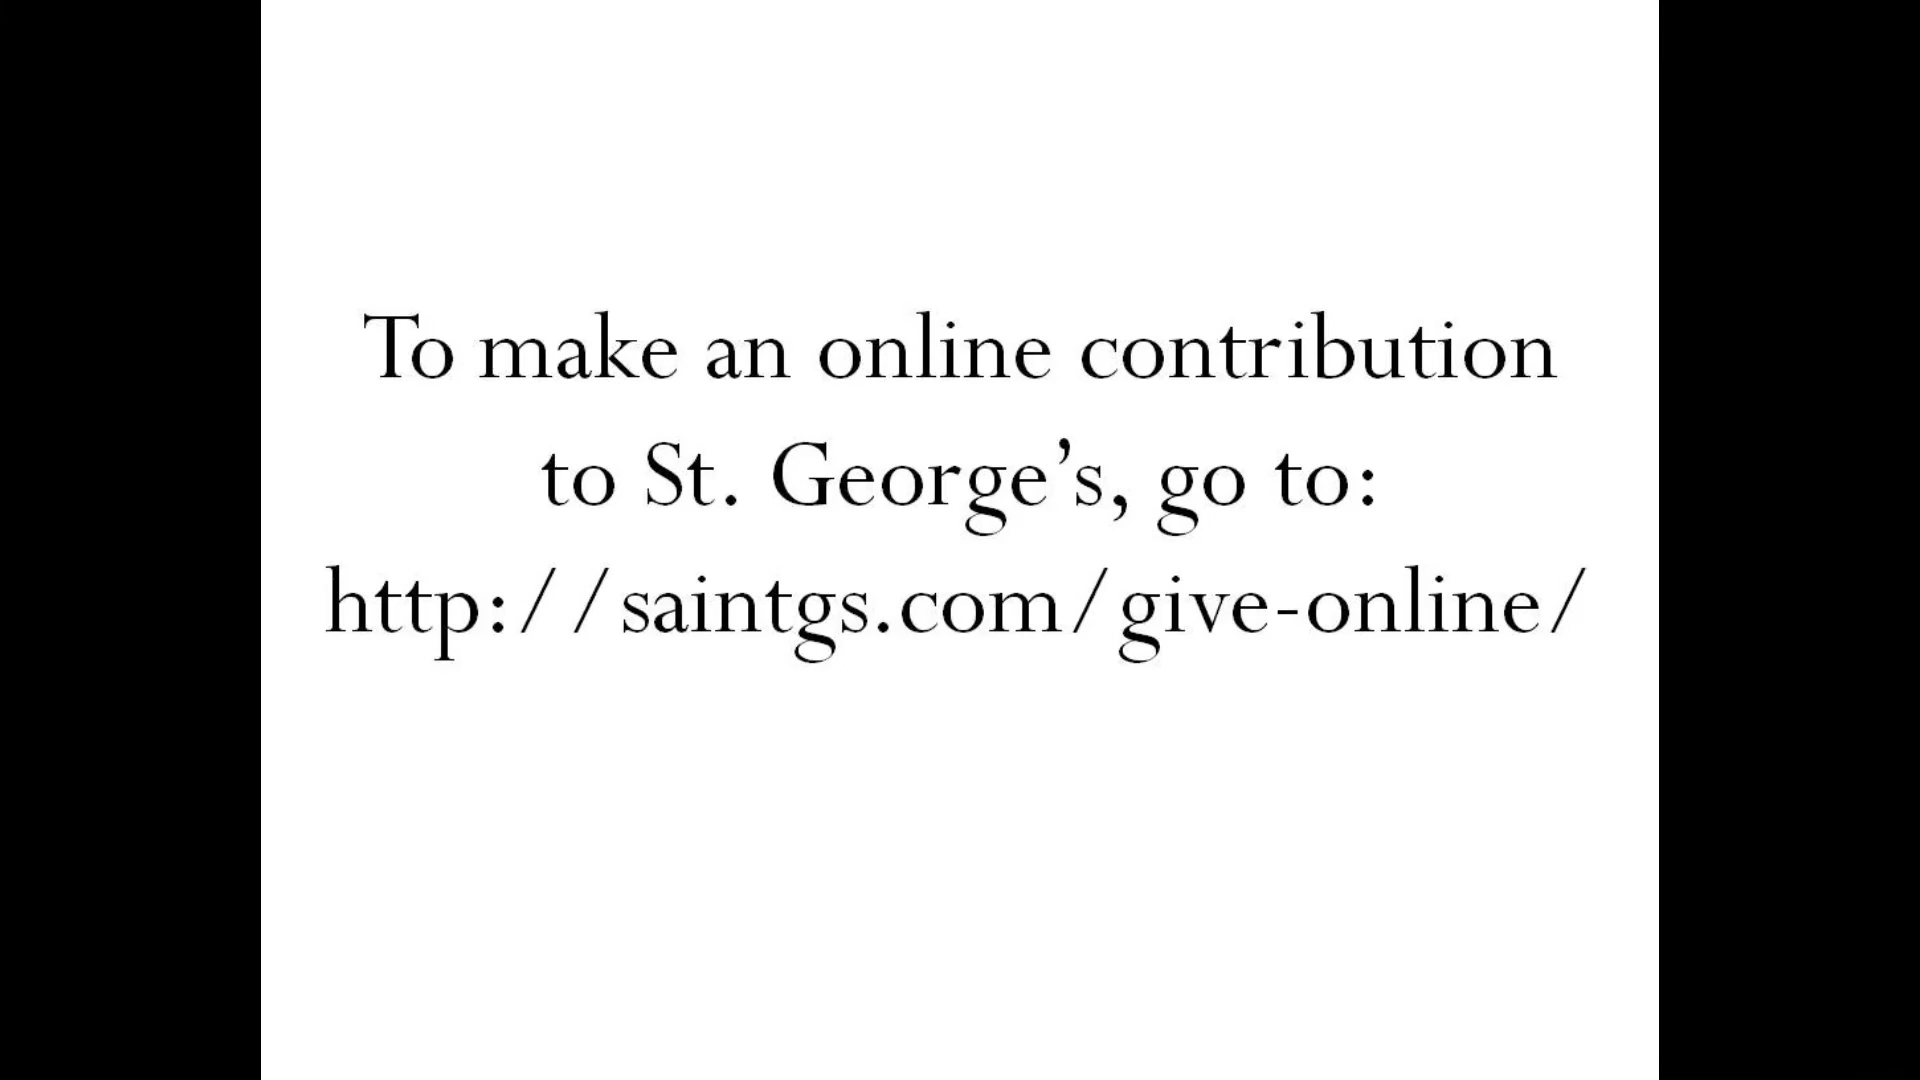 To make an online contribution
to St. George’s, go to:
http://saintgs.com/give-online/